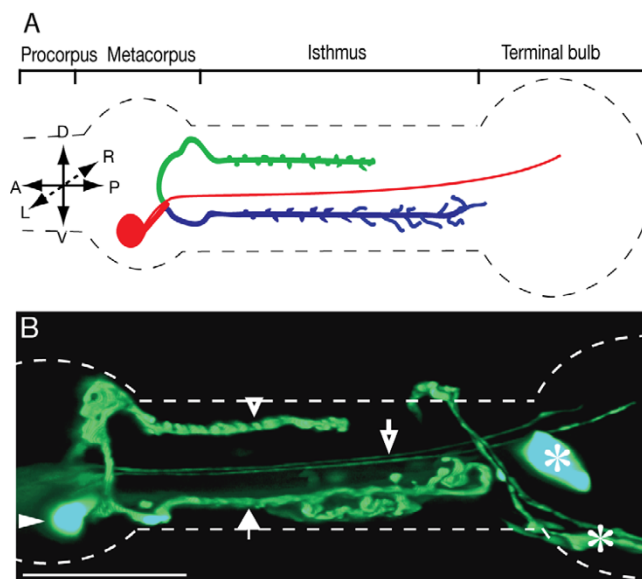 A
Procorpus Metacorpus Isthmus Terminal bulb
D
R
A P
L
V
B
*
*